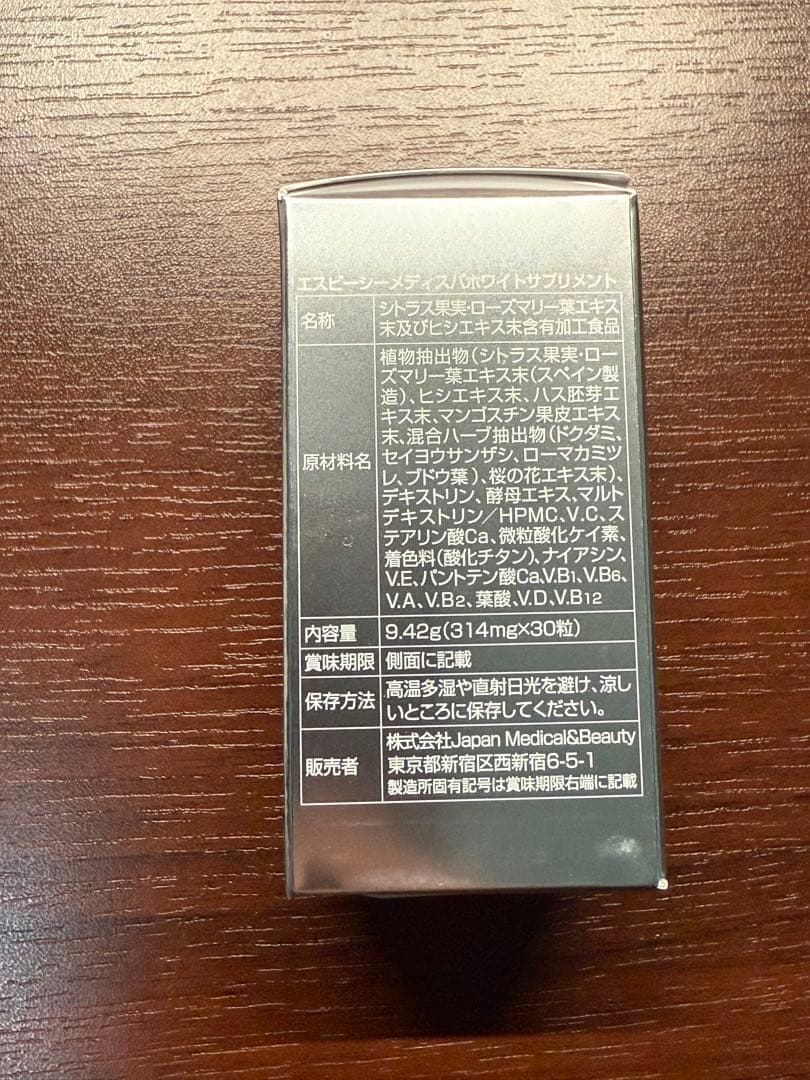 エスピーシーメディスパホワイトサプリメント
名称
シトラス果実・ローズマリー葉エキス
末及びヒシエキス末含有加工食品
原材料名
植物抽出物(シトラス果実・ロー
ズマリー葉エキス末(スペイン製
造)、ヒシエキス末、ハス胚芽エ
キス末、マンゴスチン果皮エキス
末、混合ハーブ抽出物(ドクダミ、
セイヨウサンザシ、ローマカミツ
レ、ブドウ葉)、桜の花エキス末)、
デキストリン、酵母エキス、マルト
デキストリン/HPMC、V.C、ス
テアリン酸Ca、微粒酸化ケイ素、
着色料(酸化チタン)、ナイアシン、
V.E、パントテン酸Ca、V.B1、V.B6、
V.A、V.B2、葉酸、V.D、V.B12
内容量
9.42g(314mg×30粒)
賞味期限
側面に記載
保存方法
高温多湿や直射日光を避け、涼し
いところに保存してください。
販売者
株式会社Japan Medical&Beauty
東京都新宿区西新宿6-5-1
製造所固有記号は賞味期限右端に記載